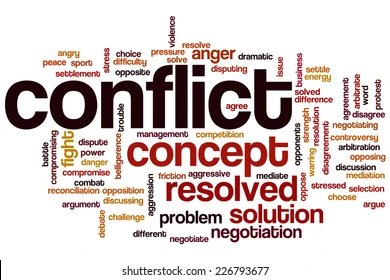 violence
resolve
angry
choice
pressure
anger
dramatic
peace
sport
stress
difficulty
solve
issue
business
settlement
opposite
disputing
settle
energy
conflict
solved
difference
agreement
arbitrate
word
disagreement
protest
agree
battle
compromising
fight
dispute
power
danger
compromise
combat
belligerence
trouble
management
competition
concept
opponents
strength
resolution
warring
negotiating
controversy
arbitration
opposing
discussion
mediation
reconciliation
opposition
aggression
friction
aggressive
mediate
resolved
oppose
stressed
selection
choose
argue
argument
discussing
debate
challenge
problem
solution
different
negotiate
negotiation
shutterstock.com · 226793677